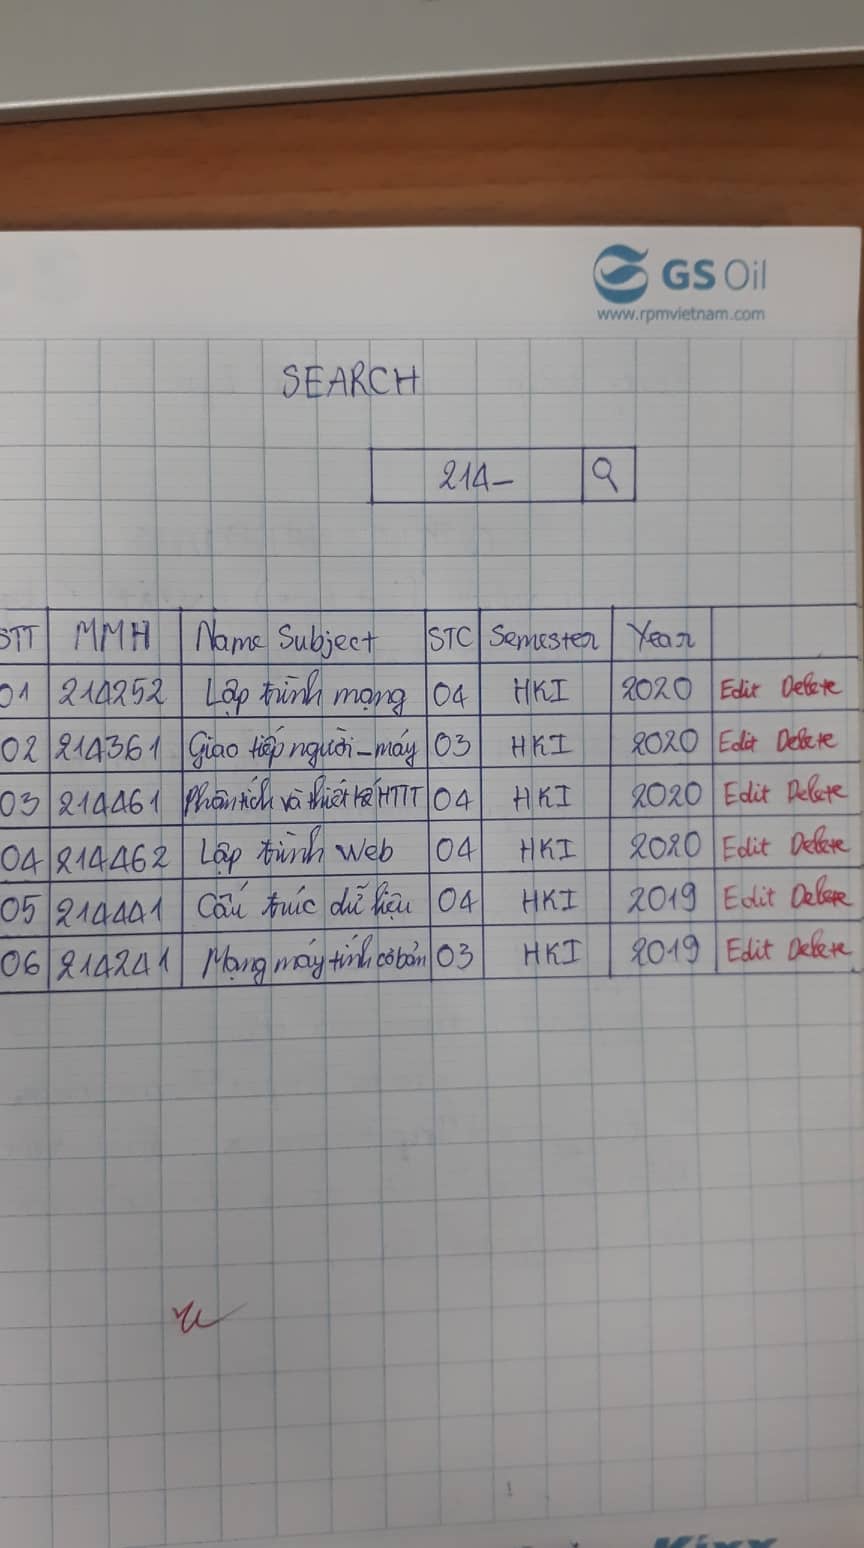 GS Oil
www.rpmvietnam.com
SEARCH
214-
STT MMH Name Subject STC Semester Year
01 214252 Lập trình mạng 04 HKI 2020 Edit Delete
02 214361 Giao tiếp người-máy 03 HKI 2020 Edit Delete
03 214461 Phân tích và thiết kế HTTT 04 HKI 2020 Edit Delete
04 214462 Lập trình Web 04 HKI 2020 Edit Delete
05 214441 Cấu trúc dữ liệu 04 HKI 2019 Edit Delete
06 214241 Mạng máy tính cơ bản 03 HKI 2019 Edit Delete